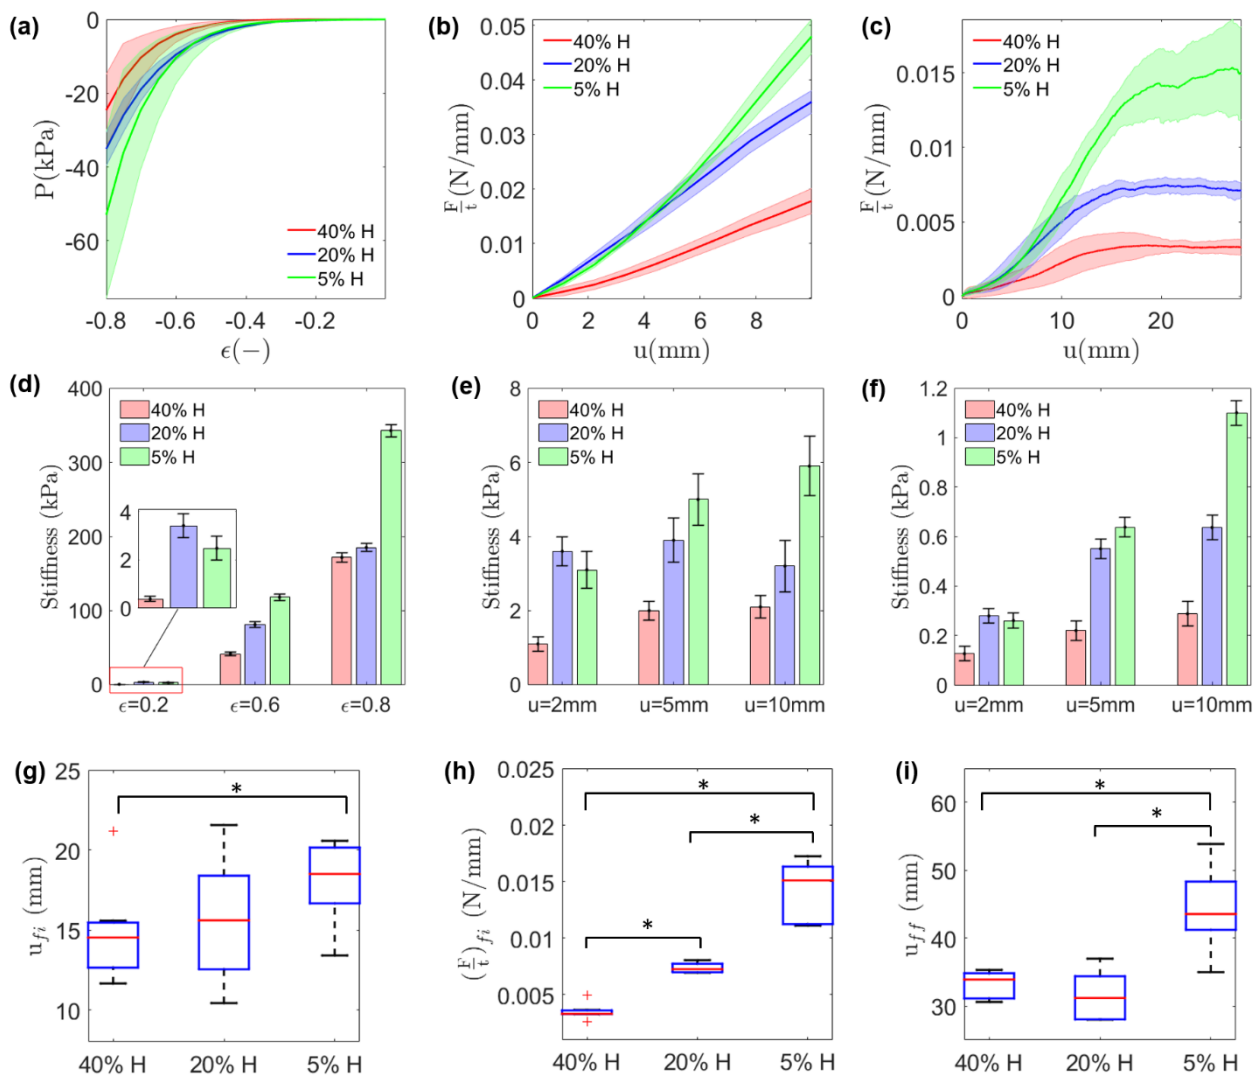 (a)
0
-20
-40
-60
P(kPa)
40% H
20% H
5% H
-0.8
-0.6
-0.4
-0.2
ϵ(−)
(b)
0.05
0.04
0.03
0.02
0.01
0
F/t (N/mm)
40% H
20% H
5% H
0
2
4
6
8
u(mm)
(c)
0.015
0.01
0.005
0
F/t (N/mm)
40% H
20% H
5% H
0
10
20
u(mm)
(d)
400
300
200
100
0
Stiffness (kPa)
40% H
20% H
5% H
4
2
0
ϵ=0.2
ϵ=0.6
ϵ=0.8
(e)
8
6
4
2
0
Stiffness (kPa)
40% H
20% H
5% H
u=2mm
u=5mm
u=10mm
(f)
1.2
1
0.8
0.6
0.4
0.2
0
Stiffness (kPa)
40% H
20% H
5% H
u=2mm
u=5mm
u=10mm
(g)
25
20
15
10
u_fi (mm)
*
40% H
20% H
5% H
(h)
0.025
0.02
0.015
0.01
0.005
(F/t)_fi (N/mm)
*
*
*
40% H
20% H
5% H
(i)
60
45
30
u_ff (mm)
*
*
40% H
20% H
5% H